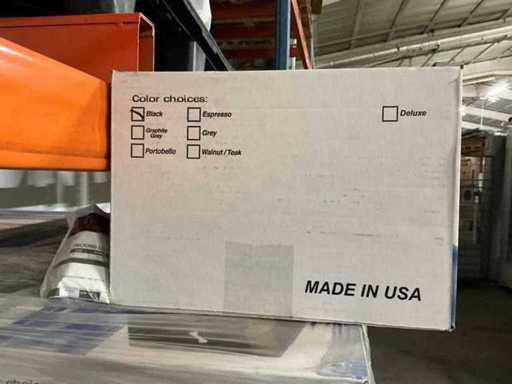 Color choices:
Black Espresso Deluxe
Graphite Grey Grey
Portobello Walnut/Teak
MADE IN USA